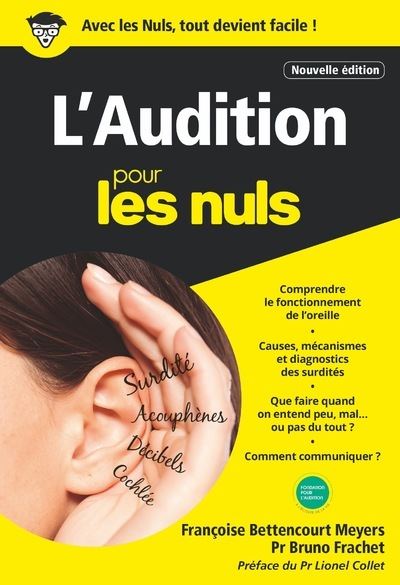 Avec les Nuls, tout devient facile !
Nouvelle édition
L'Audition
pour
les nuls
Comprendre
le fonctionnement
de l'oreille
•
Causes, mécanismes
et diagnostics
des surdités
•
Que faire quand
on entend peu, mal...
ou pas du tout ?
•
Comment communiquer ?
Surdité
Acouphènes
Décibels
Cochlée
FONDATION
POUR
L'AUDITION
Françoise Bettencourt Meyers
Pr Bruno Frachet
Préface du Pr Lionel Collet